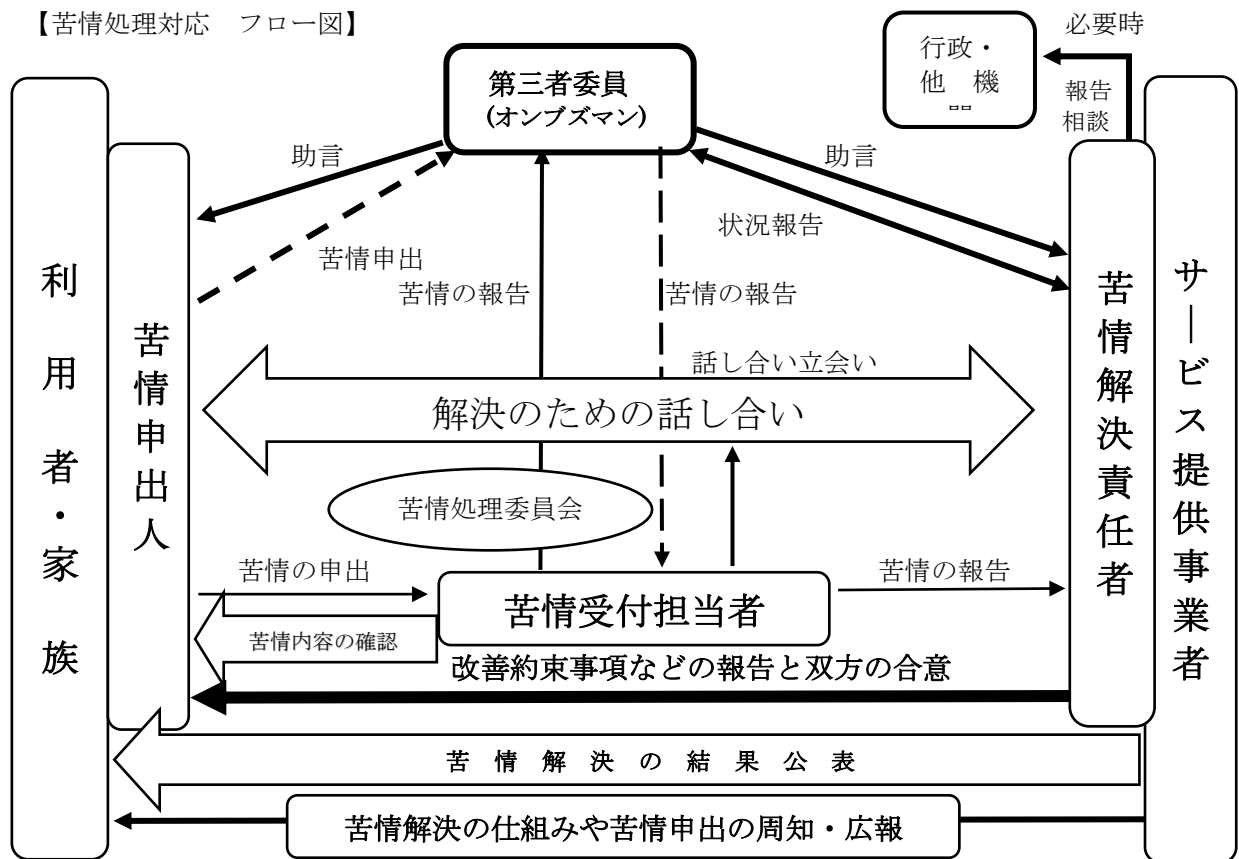 【苦情処理対応　フロー図】
必要時
行政・
他　機
第三者委員
(オンブズマン)
報告
相談
助言
助言
状況報告
苦情申出
苦情の報告
苦情の報告
利用者・家族
苦情申出人
苦情解決責任者
サービス提供事業者
話し合い立会い
解決のための話し合い
苦情処理委員会
苦情の申出
苦情の報告
苦情受付担当者
苦情内容の確認
改善約束事項などの報告と双方の合意
苦情解決の結果公表
苦情解決の仕組みや苦情申出の周知・広報